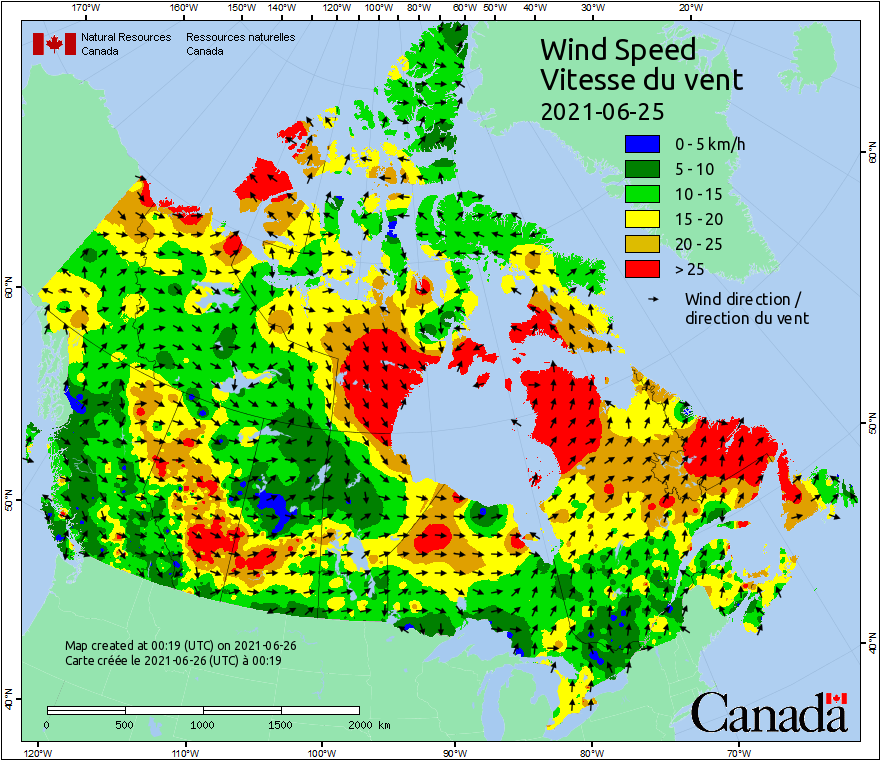 170°W 160°W 150°W 140°W 120°W 100°W 80°W 60°W 50°W 40°W 30°W 20°W
Natural Resources Ressources naturelles
Canada Canada
Wind Speed
Vitesse du vent
2021-06-25
0 - 5 km/h
5 - 10
10 - 15
15 - 20
20 - 25
> 25
Wind direction /
direction du vent
60°N
60°N
50°N
50°N
40°N
40°N
Map created at 00:19 (UTC) on 2021-06-26
Carte créée le 2021-06-26 (UTC) à 00:19
0 500 1000 1500 2000 km
Canada
120°W 110°W 100°W 90°W 80°W 70°W